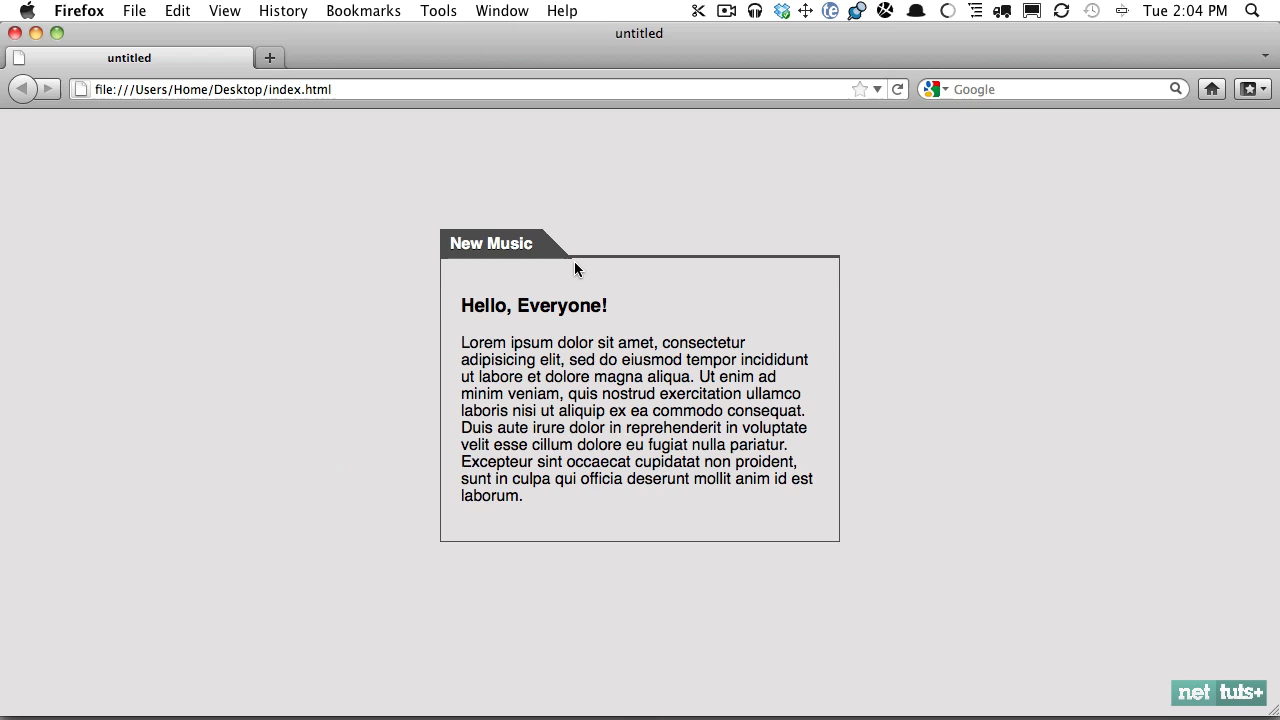 Firefox File Edit View History Bookmarks Tools Window Help Tue 2:04 PM
untitled
untitled
file:///Users/Home/Desktop/index.html Google
New Music
Hello, Everyone!
Lorem ipsum dolor sit amet, consectetur
adipisicing elit, sed do eiusmod tempor incididunt
ut labore et dolore magna aliqua. Ut enim ad
minim veniam, quis nostrud exercitation ullamco
laboris nisi ut aliquip ex ea commodo consequat.
Duis aute irure dolor in reprehenderit in voluptate
velit esse cillum dolore eu fugiat nulla pariatur.
Excepteur sint occaecat cupidatat non proident,
sunt in culpa qui officia deserunt mollit anim id est
laborum.
net tuts+